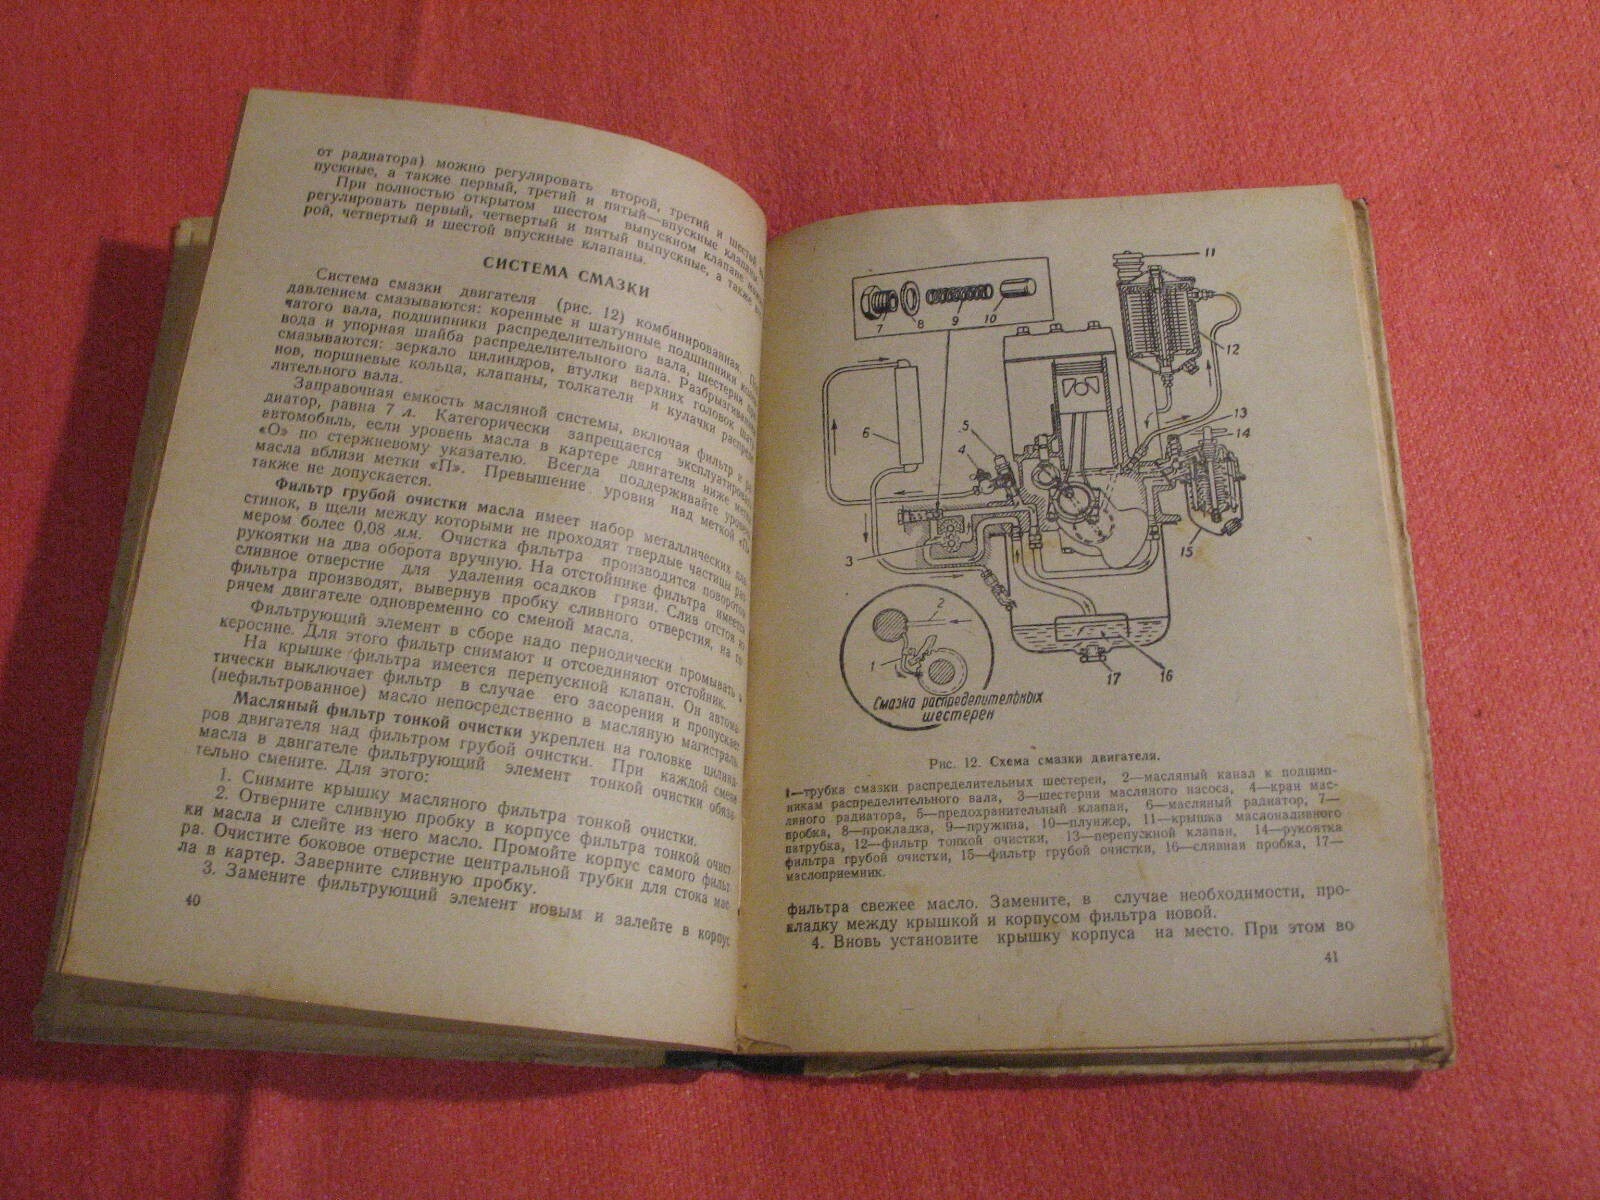 от радиатора) можно регулировать второй, третий и шестой
пускные, а также первый, третий и пятый—впускные клапаны.
При полностью открытом шестом выпускном клапане
регулировать первый, четвертый и пятый выпускные, а также
рой, четвертый и шестой впускные клапаны.
СИСТЕМА СМАЗКИ
Система смазки двигателя (рис. 12) комбинированная.
давлением смазываются: коренные и шатунные подшипники
чатого вала, подшипники распределительного вала, шестерни
вода и упорная шайба распределительного вала. Разбрызгиванием
смазываются: зеркало цилиндров, втулки верхних головок
нов, поршневые кольца, клапаны, толкатели и кулачки распреде-
лительного вала.
Заправочная емкость масляной системы, включая фильтр и ра-
диатор, равна 7 л. Категорически запрещается эксплуатировать
автомобиль, если уровень масла в картере двигателя ниже метки
«О» по стержневому указателю. Всегда поддерживайте уровень
масла вблизи метки «П». Превышение уровня над меткой «П»
также не допускается.
Фильтр грубой очистки масла имеет набор металлических пла-
стинок, в щели между которыми не проходят твердые частицы раз-
мером более 0,08 мм. Очистка фильтра производится поворотом
рукоятки на два оборота вручную. На отстойнике фильтра имеется
сливное отверстие для удаления осадков грязи. Слив отстоя из
фильтра производят, вывернув пробку сливного отверстия, на го-
рячем двигателе одновременно со сменой масла.
Фильтрующий элемент в сборе надо периодически промывать в
керосине. Для этого фильтр снимают и отсоединяют отстойник.
На крышке фильтра имеется перепускной клапан. Он автома-
тически выключает фильтр в случае его засорения и пропускает
(нефильтрованное) масло непосредственно в масляную магистраль.
Масляный фильтр тонкой очистки укреплен на головке цилинд-
ров двигателя над фильтром грубой очистки. При каждой смене
масла в двигателе фильтрующий элемент тонкой очистки обяза-
тельно смените. Для этого:
1. Снимите крышку масляного фильтра тонкой очистки.
2. Отверните сливную пробку в корпусе фильтра тонкой очист-
ки масла и слейте из него масло. Промойте корпус самого фильт-
ра. Очистите боковое отверстие центральной трубки для стока мас-
ла в картер. Заверните сливную пробку.
3. Замените фильтрующий элемент новым и залейте в корпус
40
7
8
9
10
11
12
6
5
4
13
14
3
15
2
1
17
16
Смазка распределительных
шестерен
Рис. 12. Схема смазки двигателя.
1—трубка смазки распределительных шестерен, 2—масляный канал к подшип-
никам распределительного вала, 3—шестерни масляного насоса, 4—кран мас-
ляного радиатора, 5—предохранительный клапан, 6—масляный радиатор, 7—
пробка, 8—прокладка, 9—пружина, 10—плунжер, 11—крышка маслоналивного
патрубка, 12—фильтр тонкой очистки, 13—перепускной клапан, 14—рукоятка
фильтра грубой очистки, 15—фильтр грубой очистки, 16—сливная пробка, 17—
маслоприемник.
фильтра свежее масло. Замените, в случае необходимости, про-
кладку между крышкой и корпусом фильтра новой.
4. Вновь установите крышку корпуса на место. При этом во
41